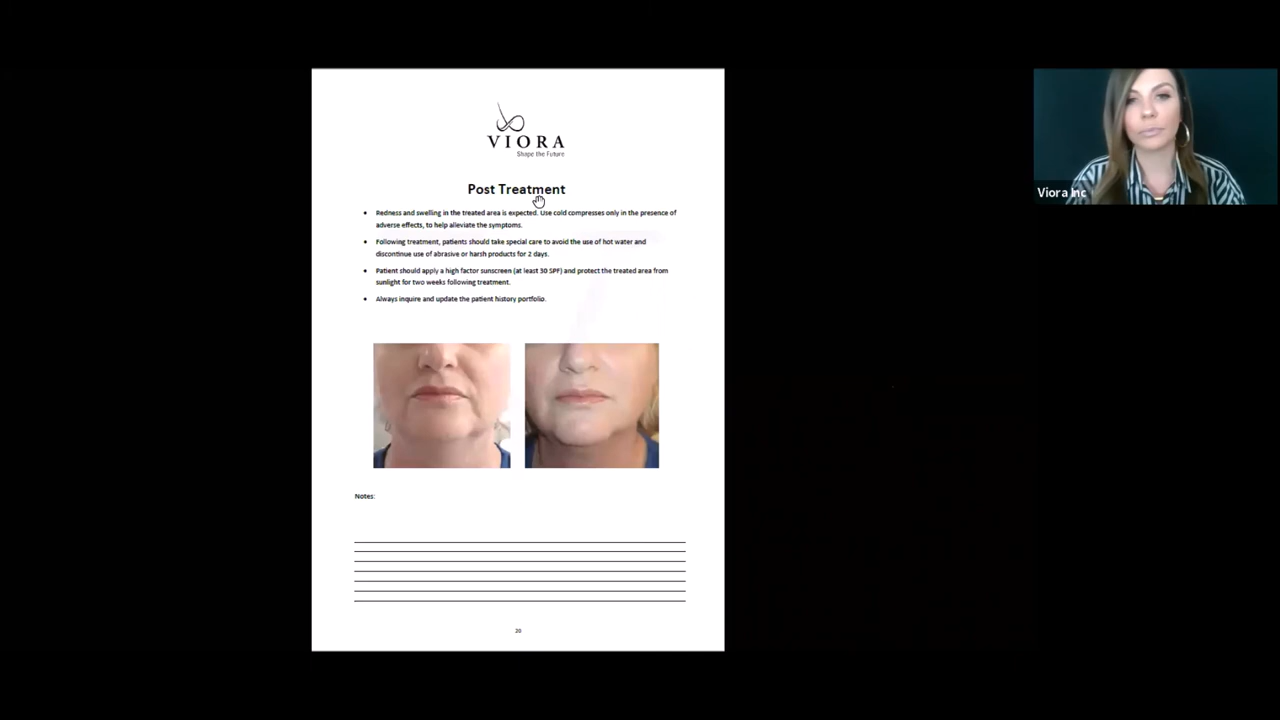 VIORA
Shape the Future
Post Treatment
• Redness and swelling in the treated area is expected. Use cold compresses only in the presence of
adverse effects, to help alleviate the symptoms.
• Following treatment, patients should take special care to avoid the use of hot water and
discontinue use of abrasive or harsh products for 2 days.
• Patient should apply a high factor sunscreen (at least 30 SPF) and protect the treated area from
sunlight for two weeks following treatment.
• Always inquire and update the patient history portfolio.
Notes:
20
Viora Inc